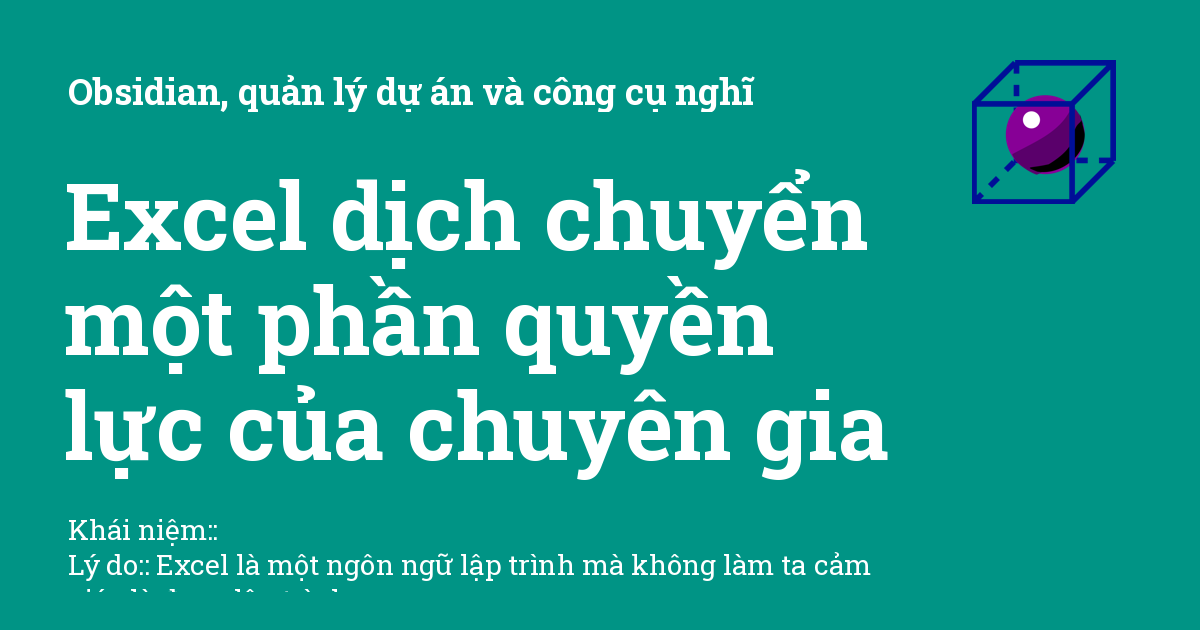 Obsidian, quản lý dự án và công cụ nghĩ
Excel dịch chuyển
một phần quyền
lực của chuyên gia
Khái niệm::
Lý do:: Excel là một ngôn ngữ lập trình mà không làm ta cảm